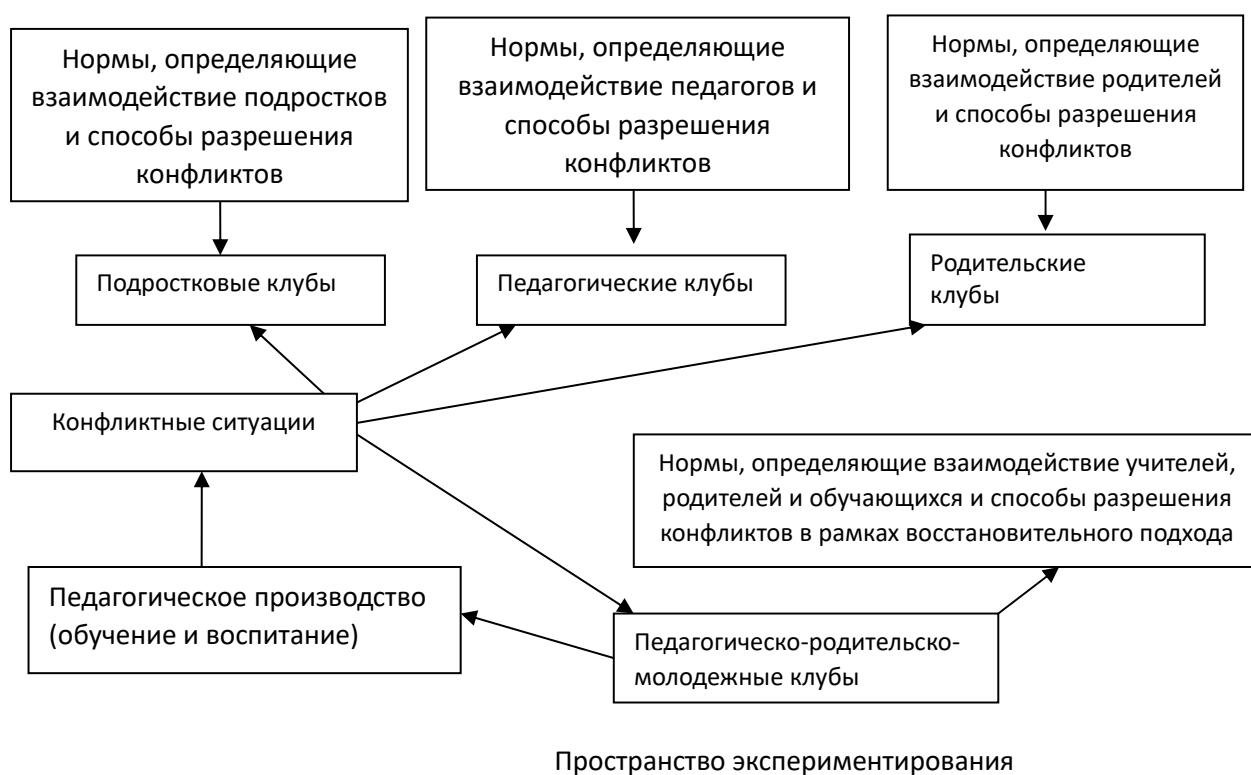 Нормы, определяющие
взаимодействие подростков
и способы разрешения
конфликтов
Нормы, определяющие
взаимодействие педагогов и
способы разрешения
конфликтов
Нормы, определяющие
взаимодействие родителей
и способы разрешения
конфликтов
Подростковые клубы
Педагогические клубы
Родительские
клубы
Конфликтные ситуации
Нормы, определяющие взаимодействие учителей,
родителей и обучающихся и способы разрешения
конфликтов в рамках восстановительного подхода
Педагогическое производство
(обучение и воспитание)
Педагогическо-родительско-
молодежные клубы
Пространство экспериментирования